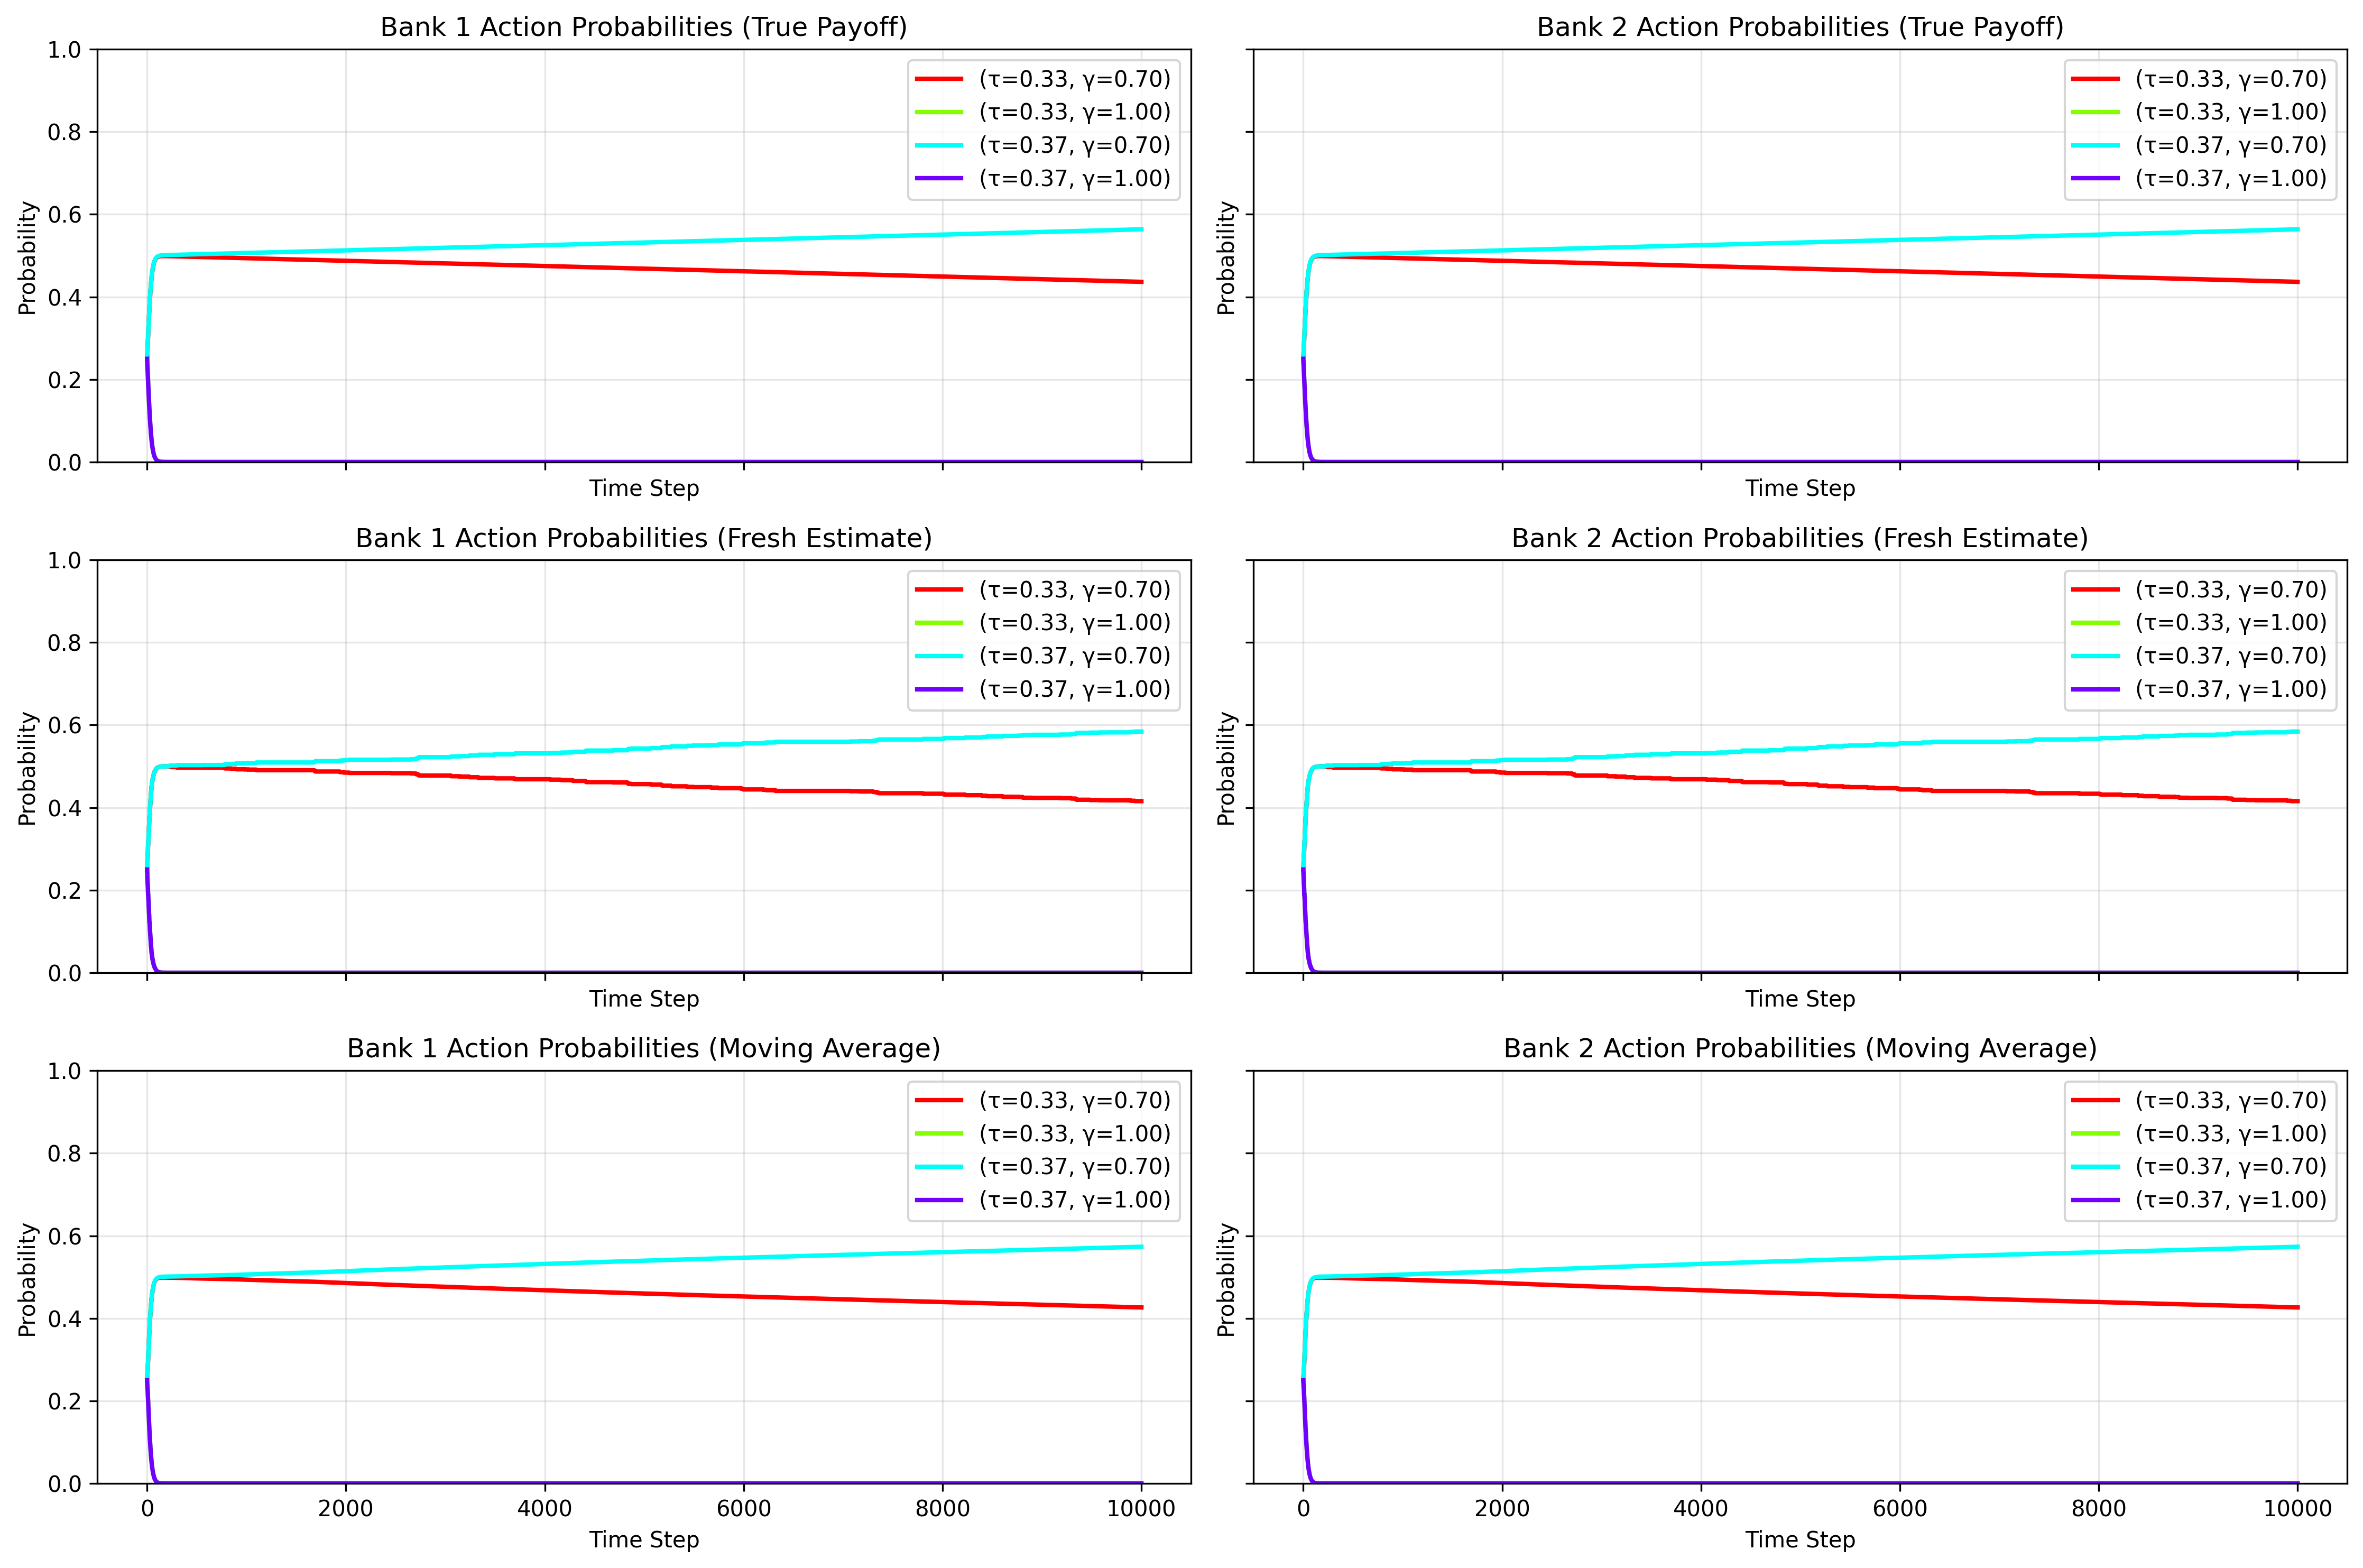 Bank 1 Action Probabilities (True Payoff)
Probability
1.0
0.8
0.6
0.4
0.2
0.0
(τ=0.33, γ=0.70)
(τ=0.33, γ=1.00)
(τ=0.37, γ=0.70)
(τ=0.37, γ=1.00)
Time Step
Bank 2 Action Probabilities (True Payoff)
Probability
(τ=0.33, γ=0.70)
(τ=0.33, γ=1.00)
(τ=0.37, γ=0.70)
(τ=0.37, γ=1.00)
Time Step
Bank 1 Action Probabilities (Fresh Estimate)
Probability
1.0
0.8
0.6
0.4
0.2
0.0
(τ=0.33, γ=0.70)
(τ=0.33, γ=1.00)
(τ=0.37, γ=0.70)
(τ=0.37, γ=1.00)
Time Step
Bank 2 Action Probabilities (Fresh Estimate)
Probability
(τ=0.33, γ=0.70)
(τ=0.33, γ=1.00)
(τ=0.37, γ=0.70)
(τ=0.37, γ=1.00)
Time Step
Bank 1 Action Probabilities (Moving Average)
Probability
1.0
0.8
0.6
0.4
0.2
0.0
(τ=0.33, γ=0.70)
(τ=0.33, γ=1.00)
(τ=0.37, γ=0.70)
(τ=0.37, γ=1.00)
0 2000 4000 6000 8000 10000
Time Step
Bank 2 Action Probabilities (Moving Average)
Probability
(τ=0.33, γ=0.70)
(τ=0.33, γ=1.00)
(τ=0.37, γ=0.70)
(τ=0.37, γ=1.00)
0 2000 4000 6000 8000 10000
Time Step